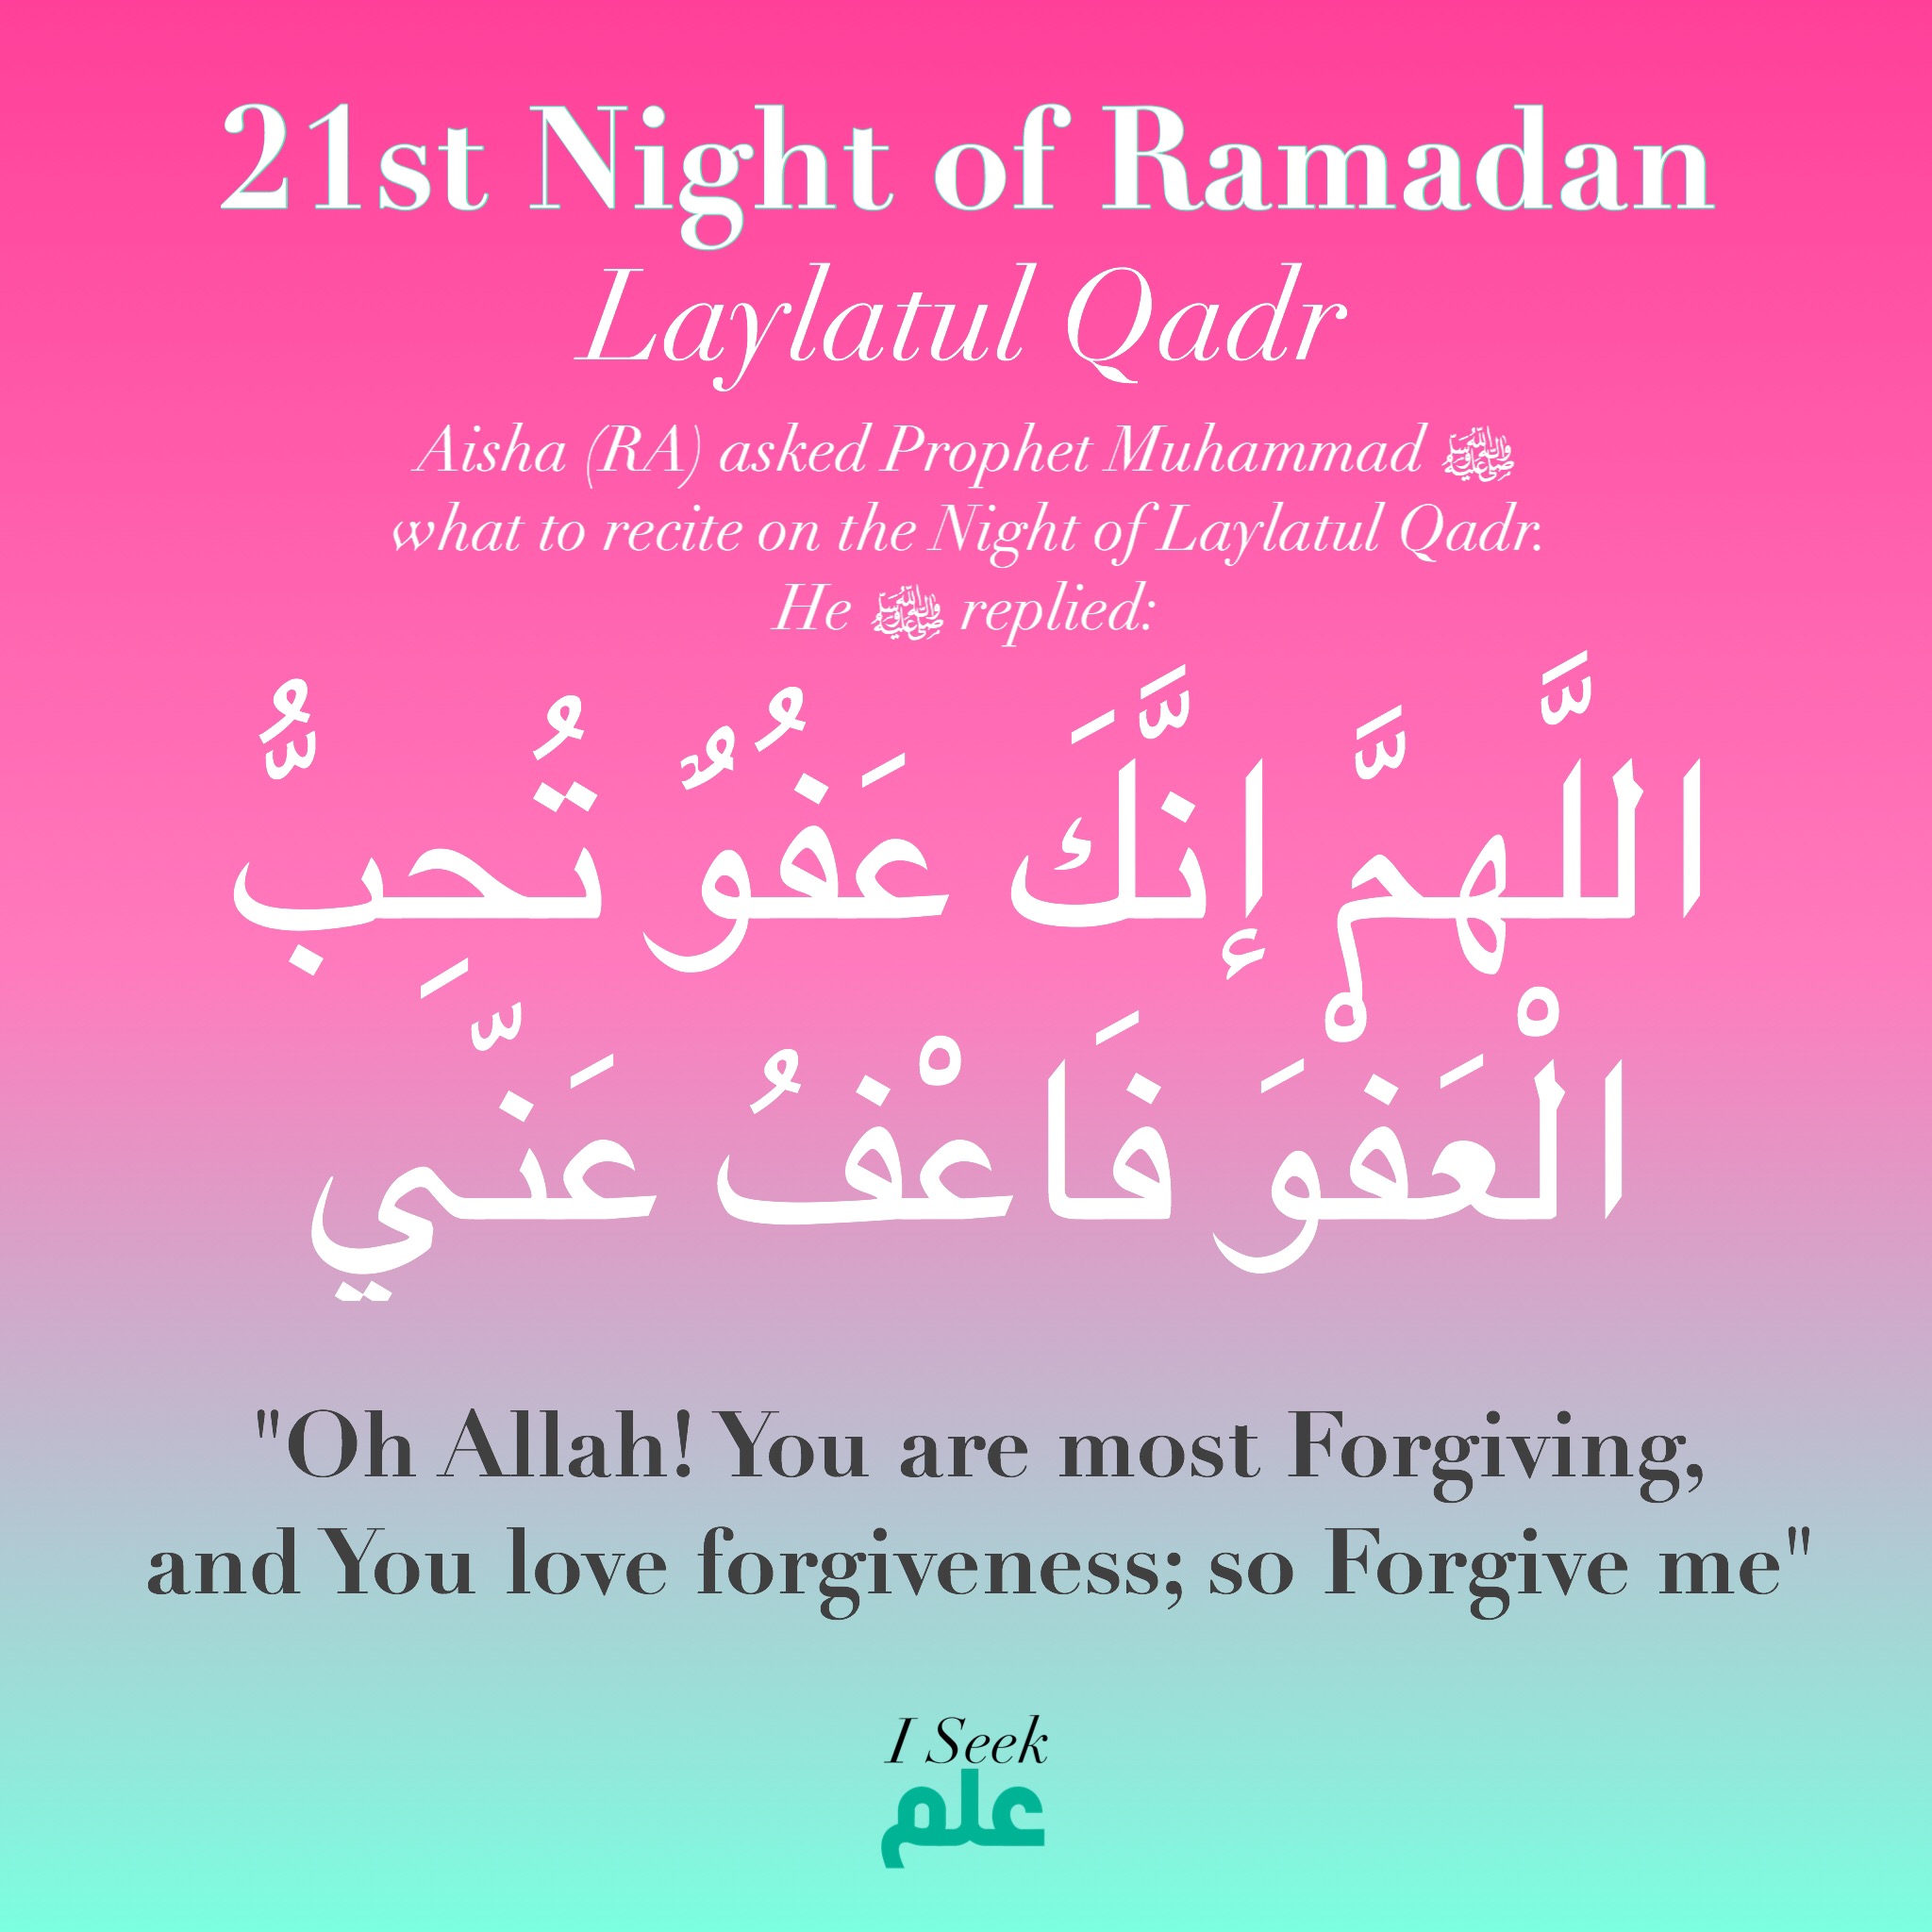 21st Night of Ramadan
Laylatul Qadr
Aisha (RA) asked Prophet Muhammad ﷺ
what to recite on the Night of Laylatul Qadr.
He ﷺ replied:
اللَّهمَّ إنَّكَ عَفُوٌ تُحِبُّ
الْعَفْوَ فَاعْفُ عَنّي
"Oh Allah! You are most Forgiving,
and You love forgiveness; so Forgive me"
I Seek
علم